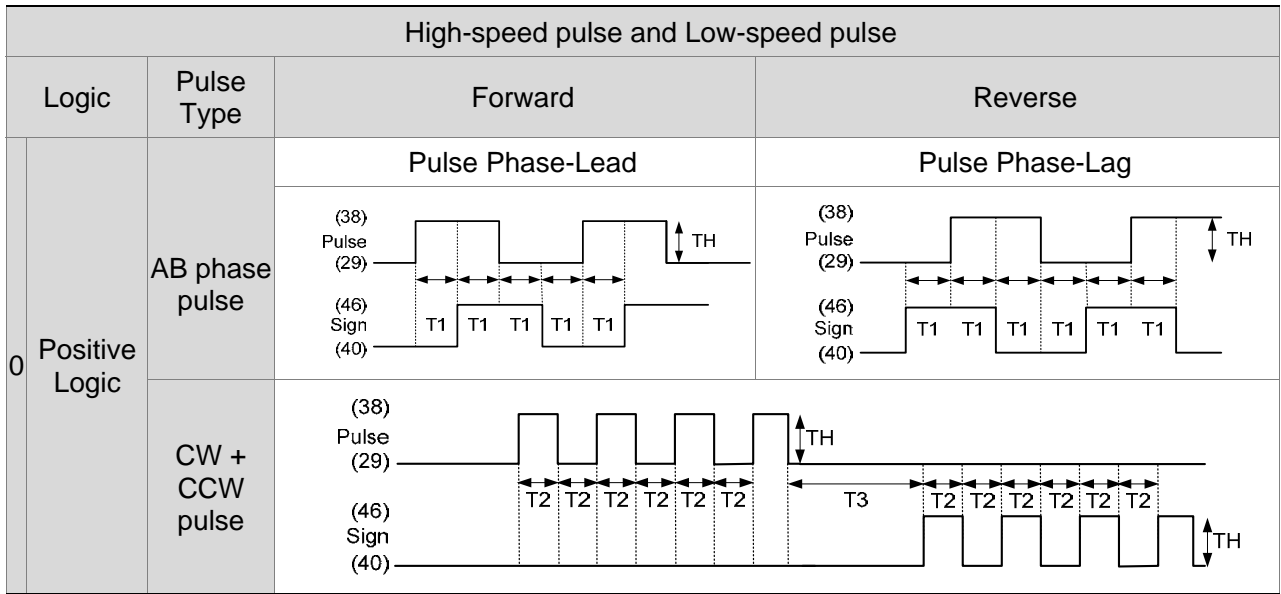 High-speed pulse and Low-speed pulse
Logic
Pulse
Type
Forward
Reverse
0
Positive
Logic
AB phase
pulse
Pulse Phase-Lead
Pulse Phase-Lag
(38)
Pulse
(29)
TH
(46)
Sign
(40)
T1 T1 T1 T1 T1
(38)
Pulse
(29)
TH
(46)
Sign
(40)
T1 T1 T1 T1 T1 T1
CW +
CCW
pulse
(38)
Pulse
(29)
TH
T2 T2 T2 T2 T2 T2 T3 T2 T2 T2 T2 T2 T2
(46)
Sign
(40)
TH